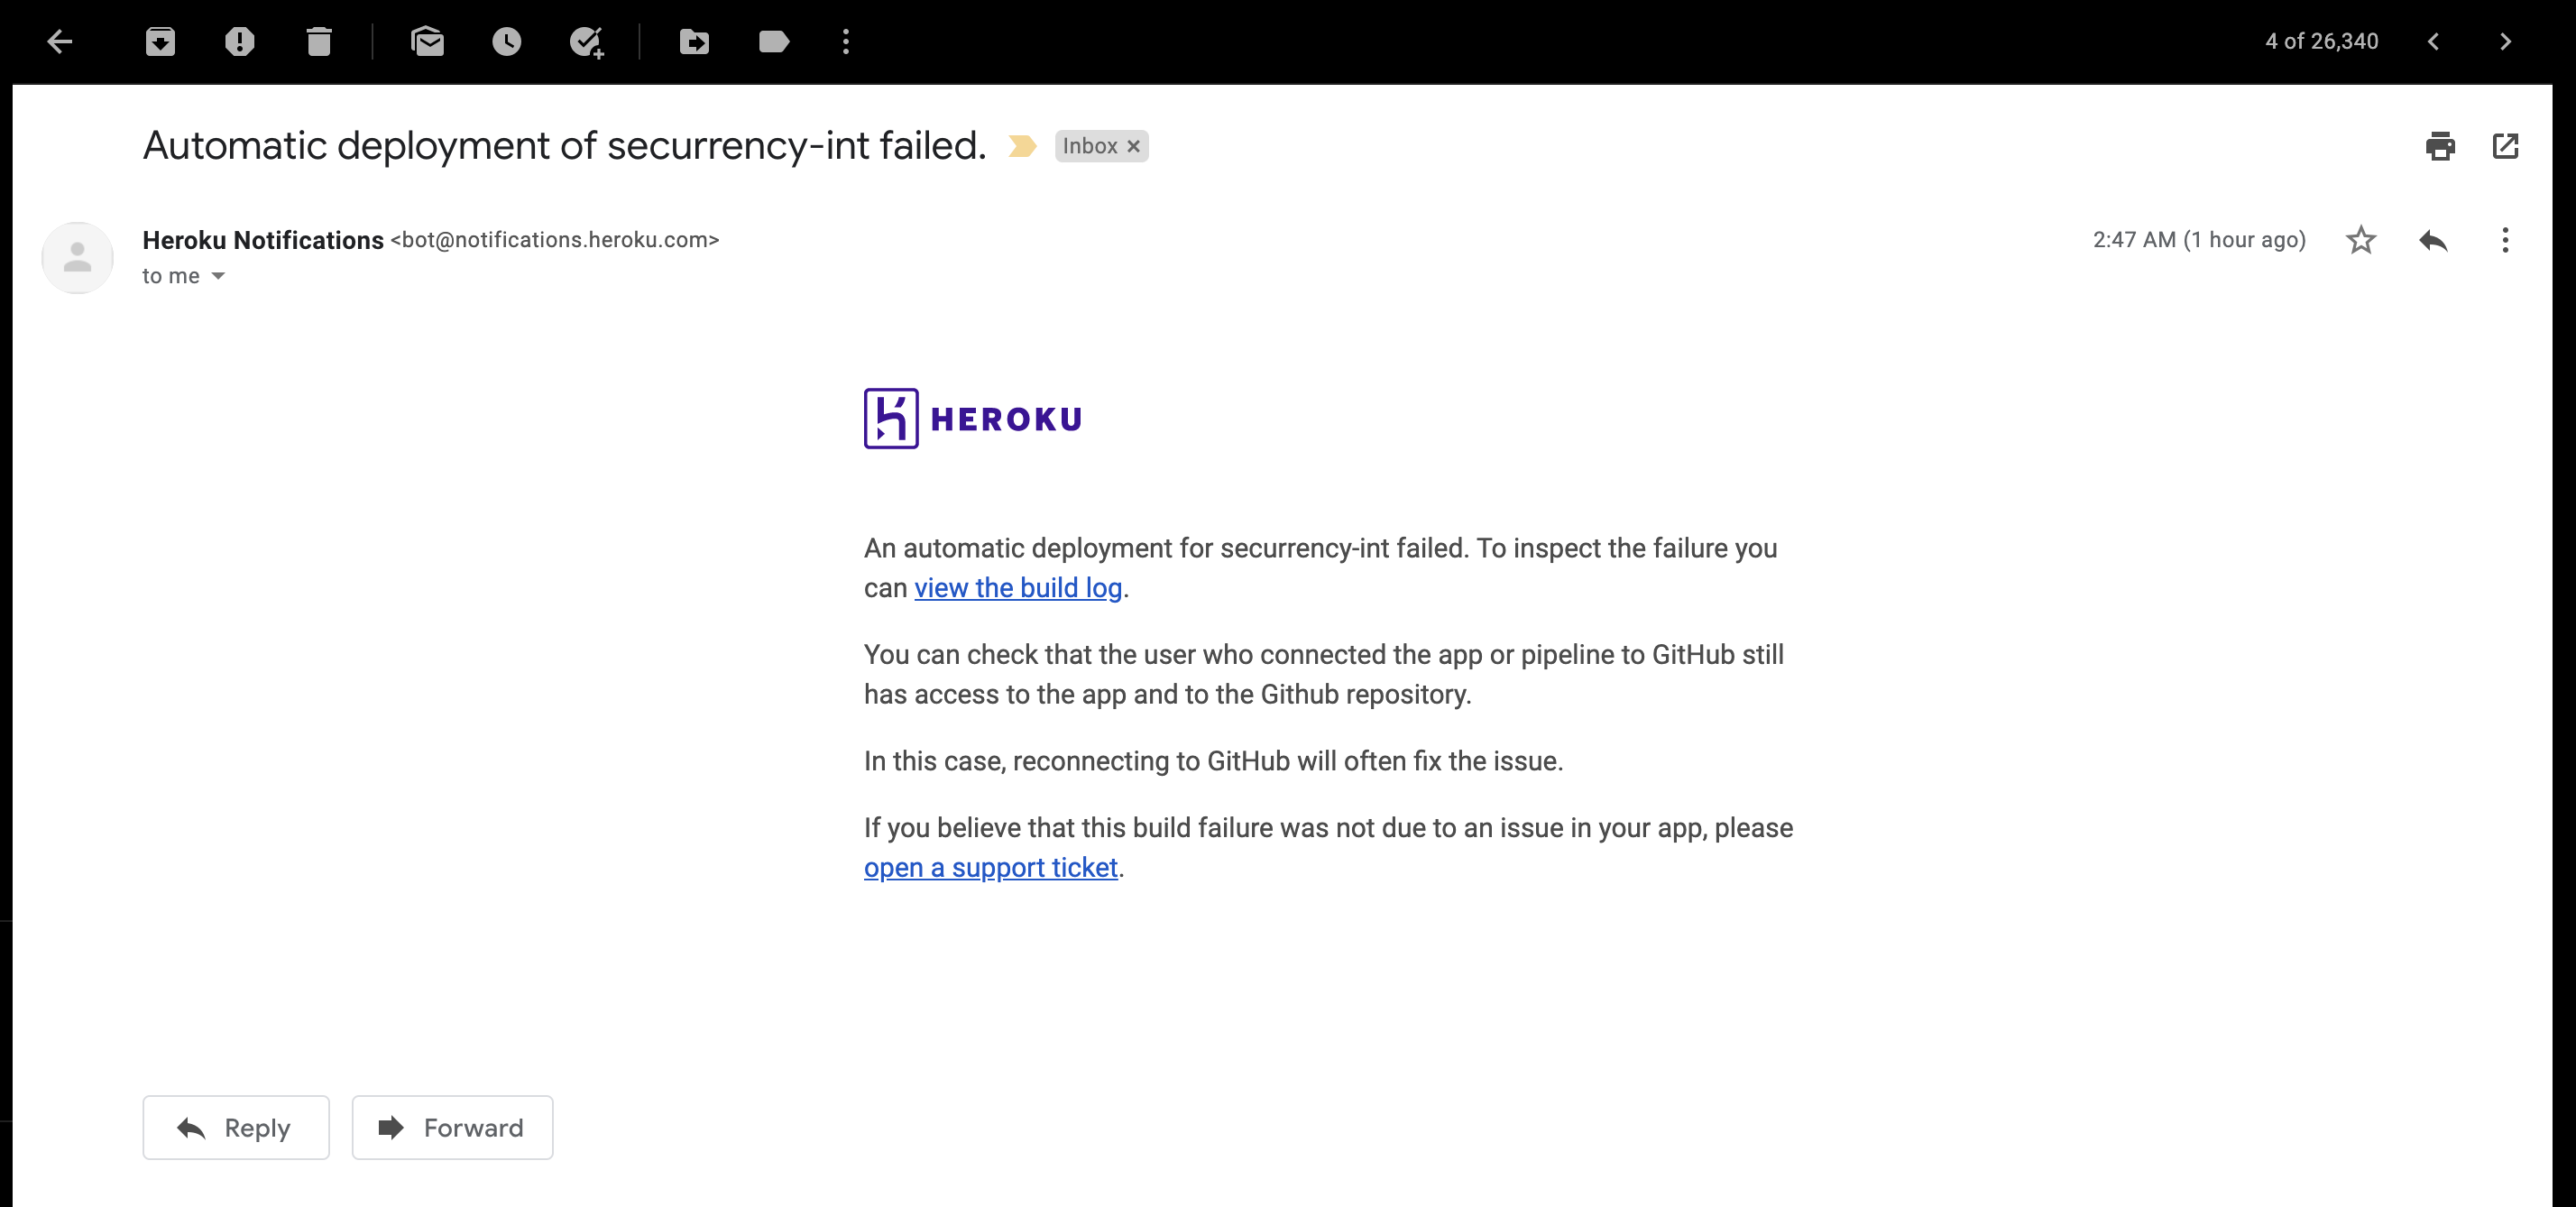 4 of 26,340
Automatic deployment of securrency-int failed.
Inbox ×
Heroku Notifications <bot@notifications.heroku.com>
2:47 AM (1 hour ago)
to me
HEROKU
An automatic deployment for securrency-int failed. To inspect the failure you
can view the build log.
You can check that the user who connected the app or pipeline to GitHub still
has access to the app and to the Github repository.
In this case, reconnecting to GitHub will often fix the issue.
If you believe that this build failure was not due to an issue in your app, please
open a support ticket.
Reply
Forward